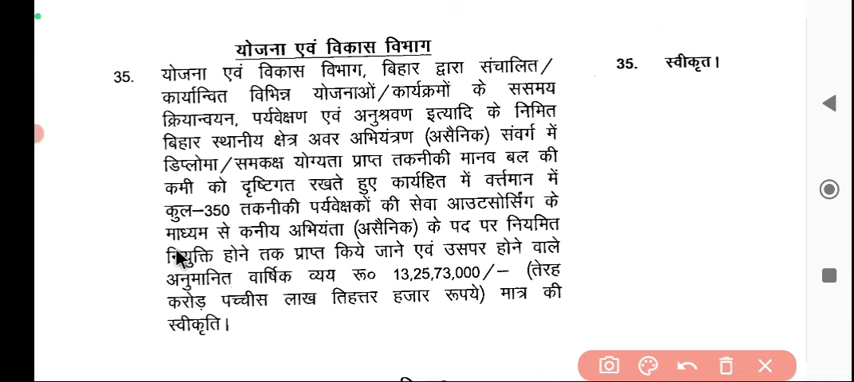 योजना एवं विकास विभाग
35. योजना एवं विकास विभाग, बिहार द्वारा संचालित/ 35. स्वीकृत।
कार्यान्वित विभिन्न योजनाओं/कार्यक्रमों के ससमय
क्रियान्वयन, पर्यवेक्षण एवं अनुश्रवण इत्यादि के निमित
बिहार स्थानीय क्षेत्र अवर अभियंत्रण (असैनिक) संवर्ग में
डिप्लोमा/समकक्ष योग्यता प्राप्त तकनीकी मानव बल की
कमी को दृष्टिगत रखते हुए कार्यहित में वर्त्तमान में
कुल–350 तकनीकी पर्यवेक्षकों की सेवा आउटसोर्सिंग के
माध्यम से कनीय अभियंता (असैनिक) के पद पर नियमित
नियुक्ति होने तक प्राप्त किये जाने एवं उसपर होने वाले
अनुमानित वार्षिक व्यय रू० 13,25,73,000/– (तेरह
करोड़ पच्चीस लाख तिहत्तर हजार रूपये) मात्र की
स्वीकृति।